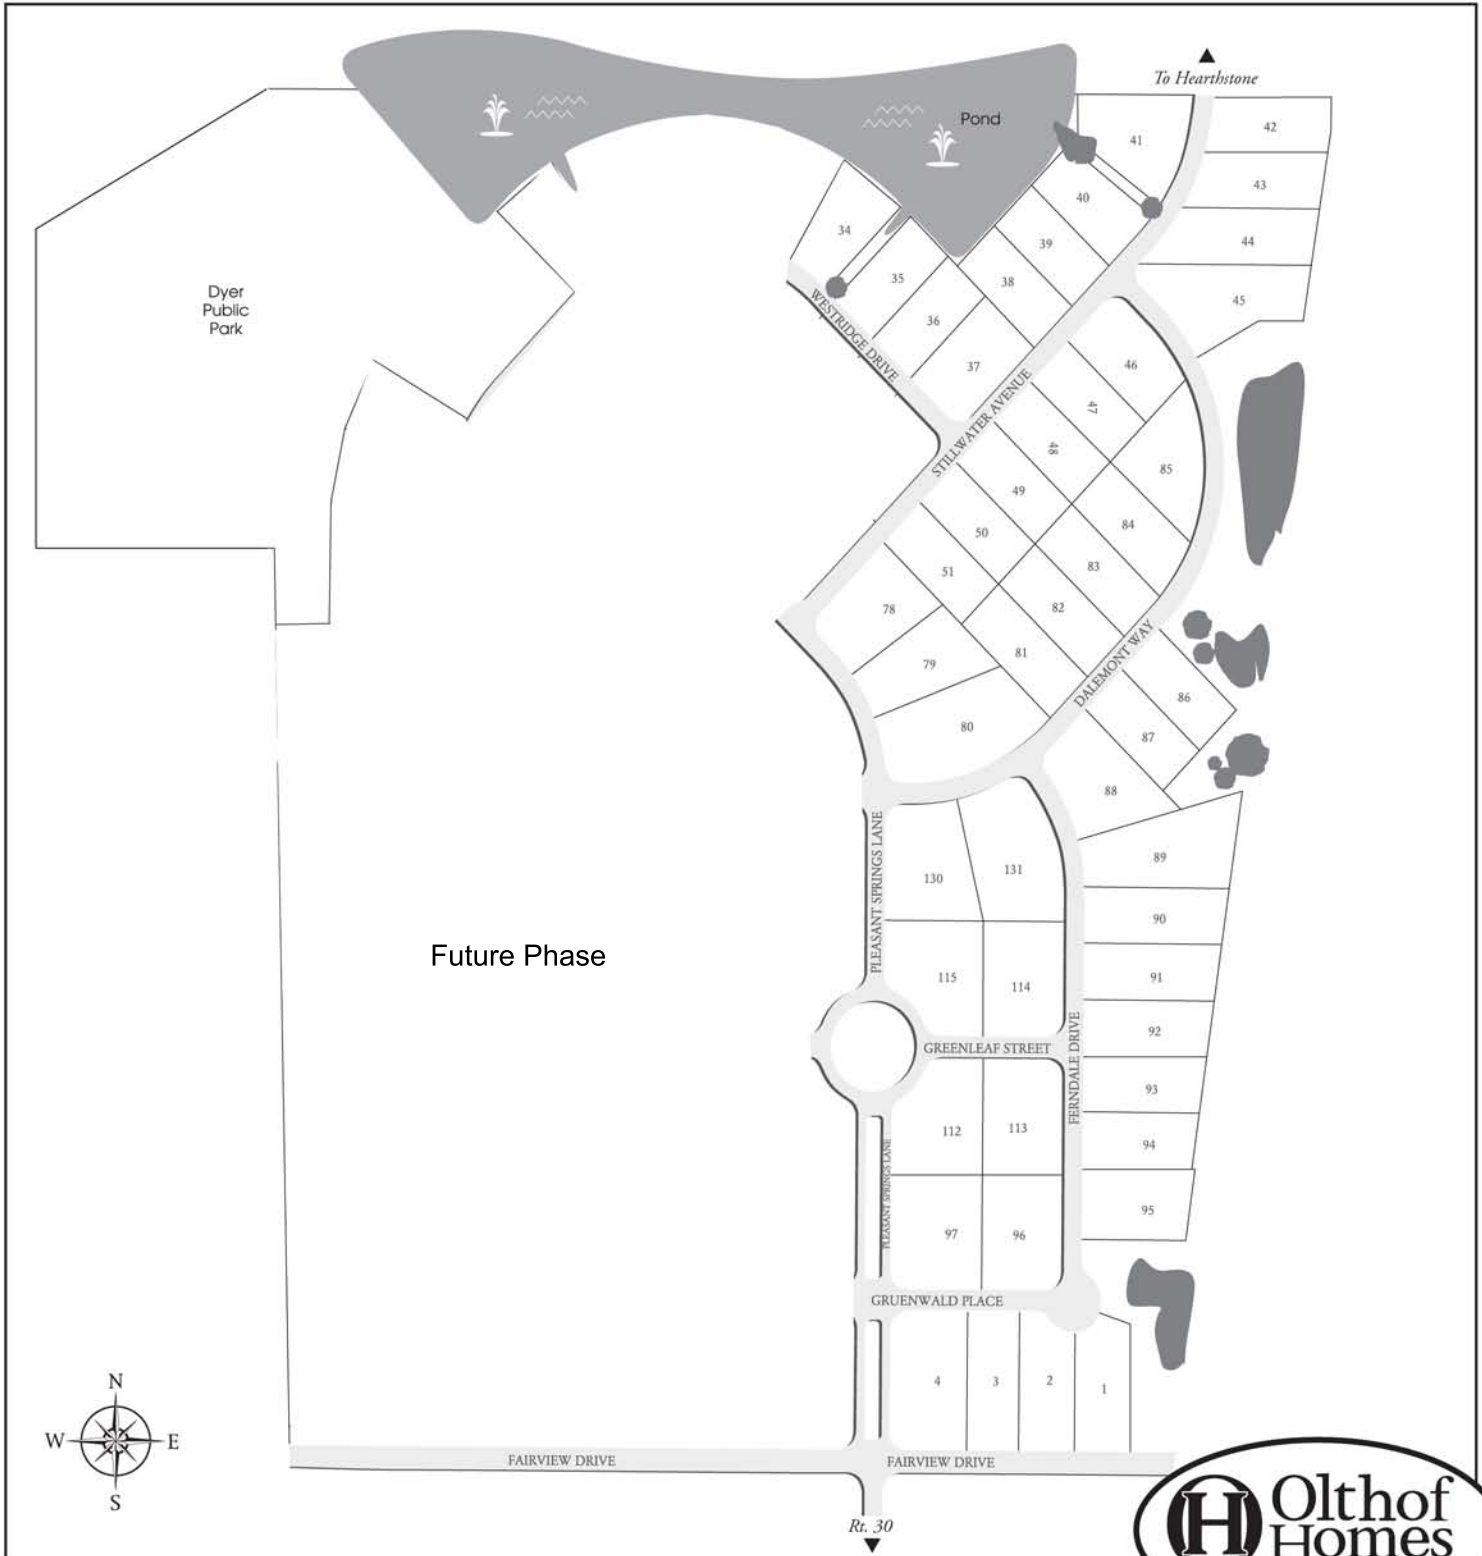 To Hearthstone
Pond
41
42
40
43
34
39
44
35
38
45
Dyer
Public
Park
36
WESTRIDGE DRIVE
37
46
STILLWATER AVENUE
47
48
85
49
84
50
83
51
82
78
81
79
DALEMONT WAY
86
80
87
88
PLEASANT SPRINGS LANE
89
131
130
90
Future Phase
115
91
114
92
GREENLEAF STREET
FERNDALE DRIVE
93
112
113
94
PLEASANT SPRINGS LANE
95
97
96
GRUENWALD PLACE
4
3
2
1
N
W
E
S
FAIRVIEW DRIVE
FAIRVIEW DRIVE
Rt. 30
H
Olthof
Homes